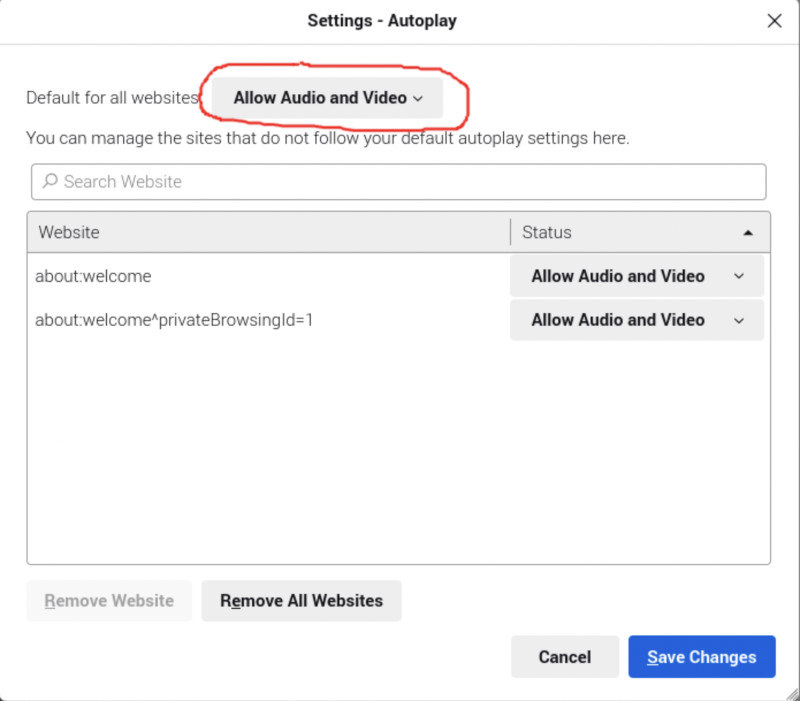 Settings - Autoplay
Default for all websites Allow Audio and Video
You can manage the sites that do not follow your default autoplay settings here.
Search Website
Website Status
about:welcome Allow Audio and Video
about:welcome^privateBrowsingId=1 Allow Audio and Video
Remove Website Remove All Websites
Cancel Save Changes